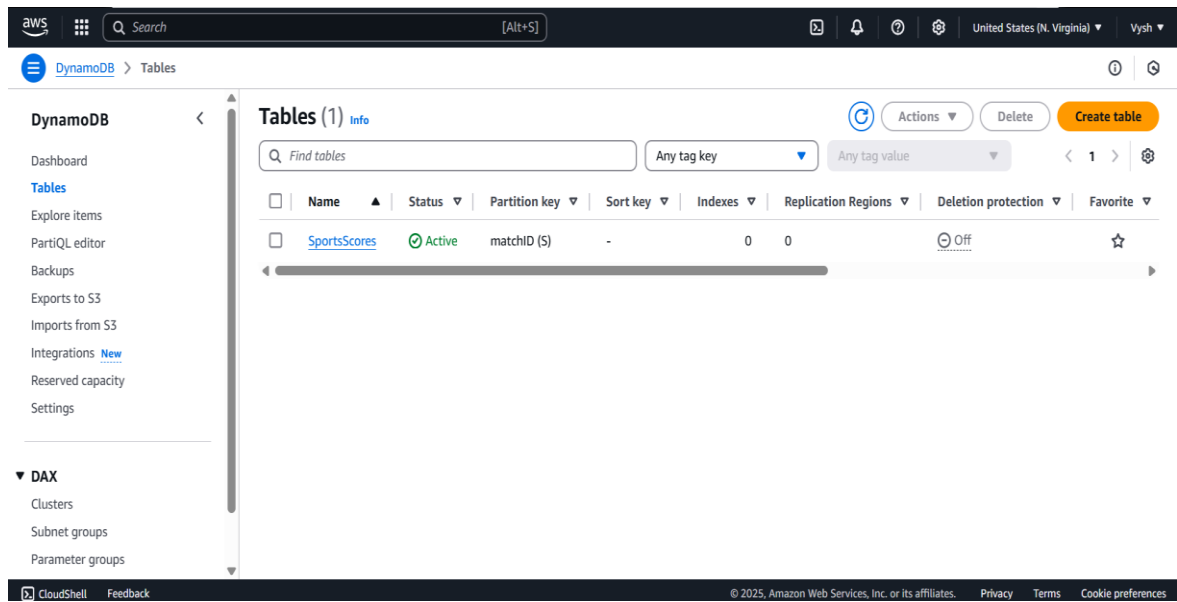 aws Search [Alt+S] United States (N. Virginia) Vysh
DynamoDB > Tables
DynamoDB
Dashboard
Tables
Explore items
PartiQL editor
Backups
Exports to S3
Imports from S3
Integrations New
Reserved capacity
Settings
DAX
Clusters
Subnet groups
Parameter groups
Tables (1) Info Actions Delete Create table
Find tables Any tag key Any tag value < 1 >
Name Status Partition key Sort key Indexes Replication Regions Deletion protection Favorite
SportsScores Active matchID (S) - 0 0 Off
CloudShell Feedback © 2025, Amazon Web Services, Inc. or its affiliates. Privacy Terms Cookie preferences